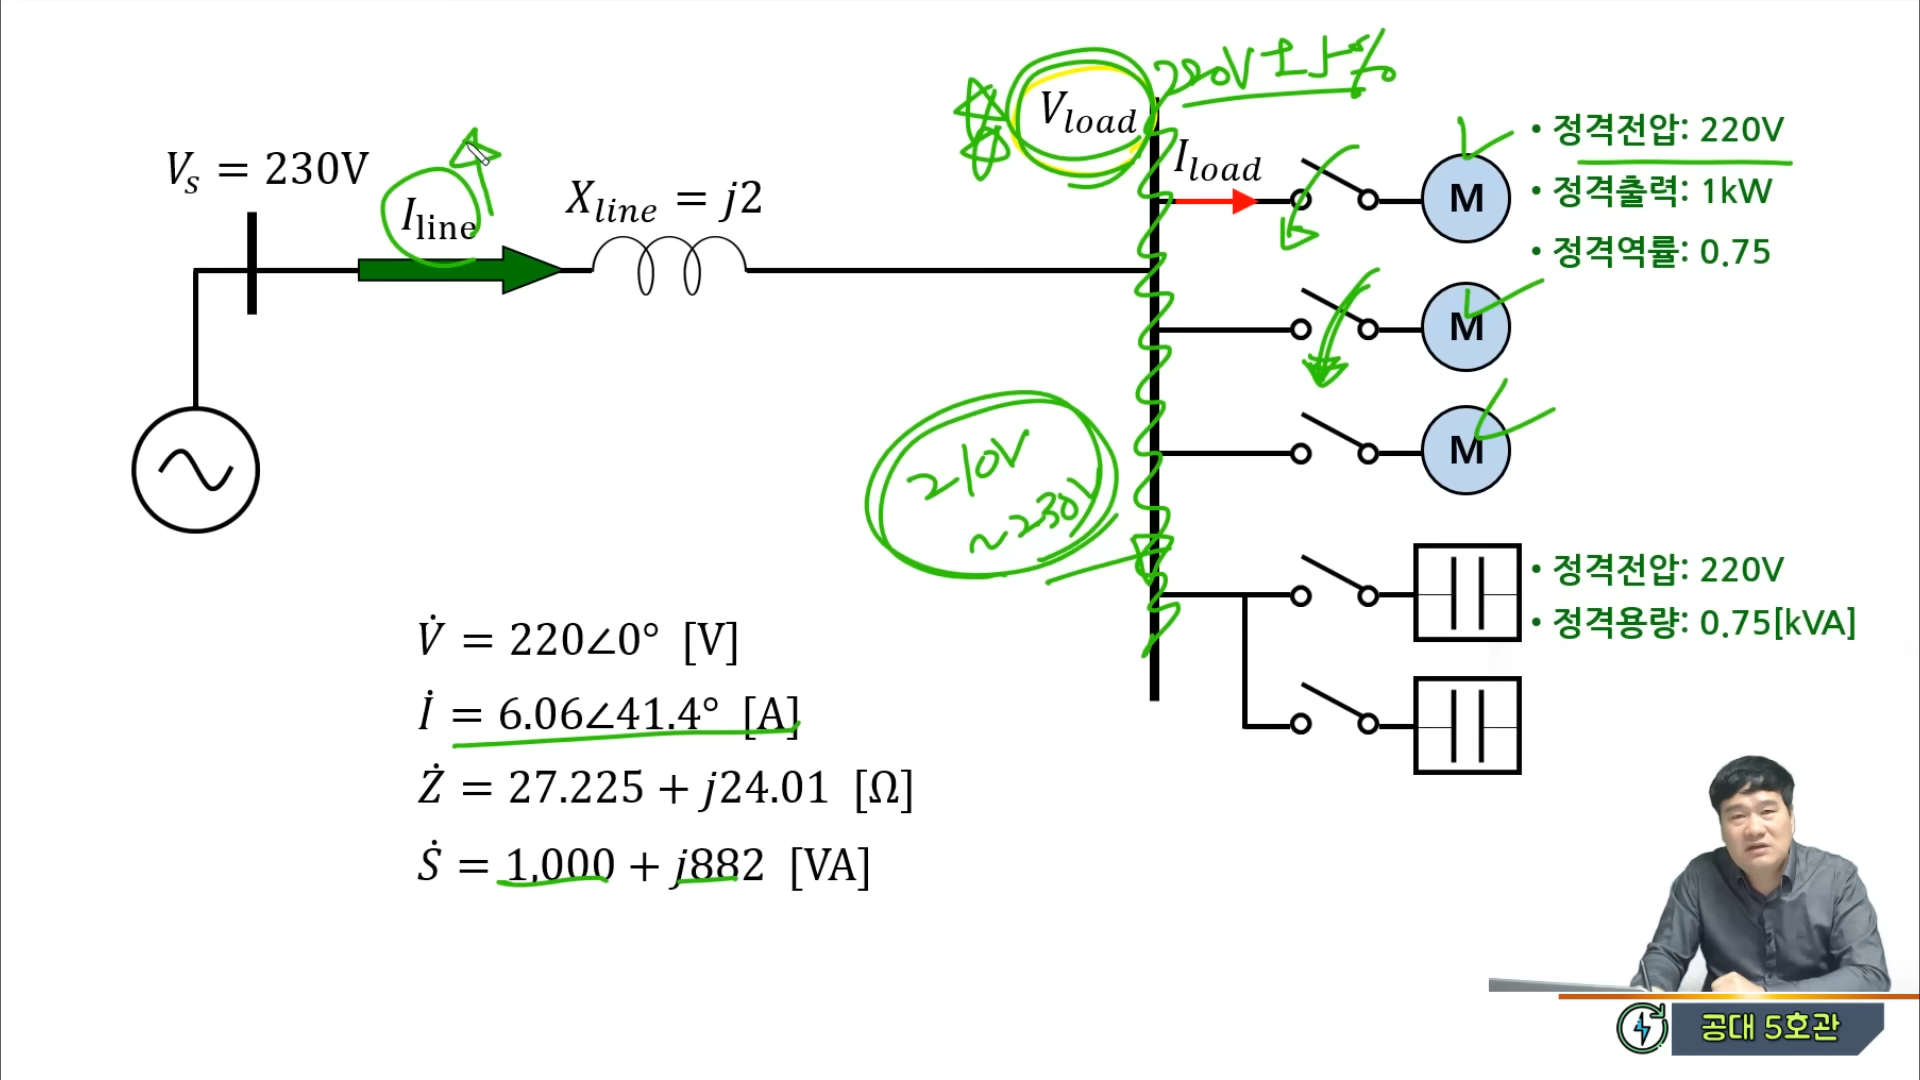 V_s = 230V
I_line
X_line = j2
V_load
220V ± 5%
I_load
M
• 정격전압: 220V
• 정격출력: 1kW
• 정격역률: 0.75
M
M
210V
~230V
• 정격전압: 220V
• 정격용량: 0.75[kVA]
V̇ = 220∠0° [V]
İ = 6.06∠41.4° [A]
Ż = 27.225 + j24.01 [Ω]
Ṡ = 1,000 + j882 [VA]
공대 5호관